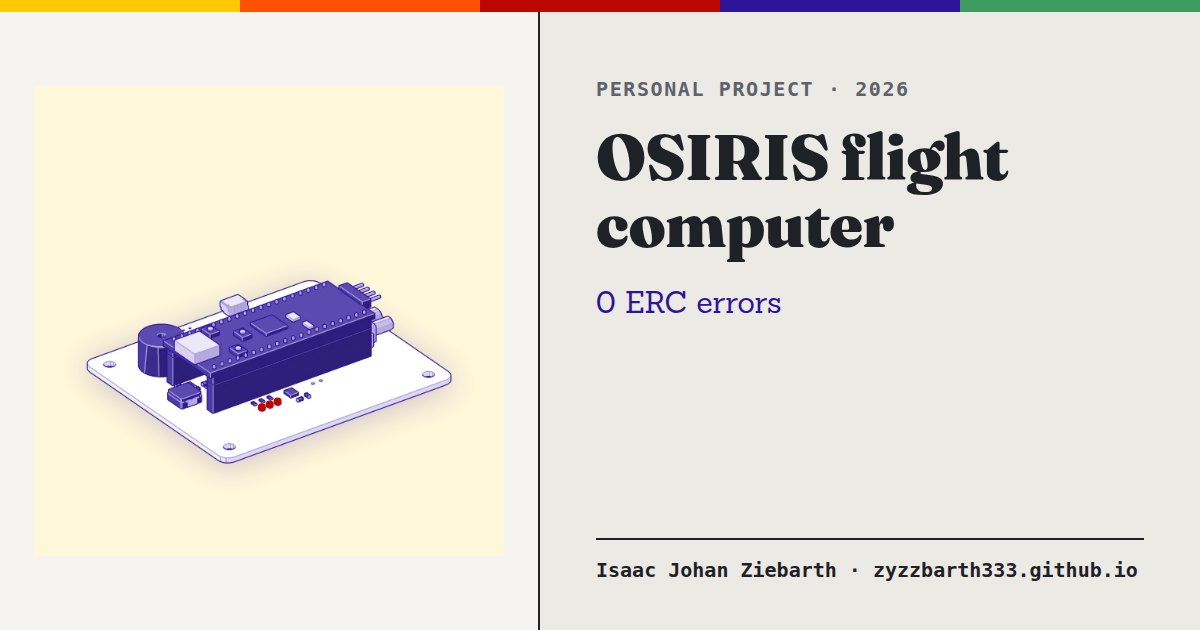 PERSONAL PROJECT · 2026
OSIRIS flight
computer
0 ERC errors
Isaac Johan Ziebarth · zyzzbarth333.github.io